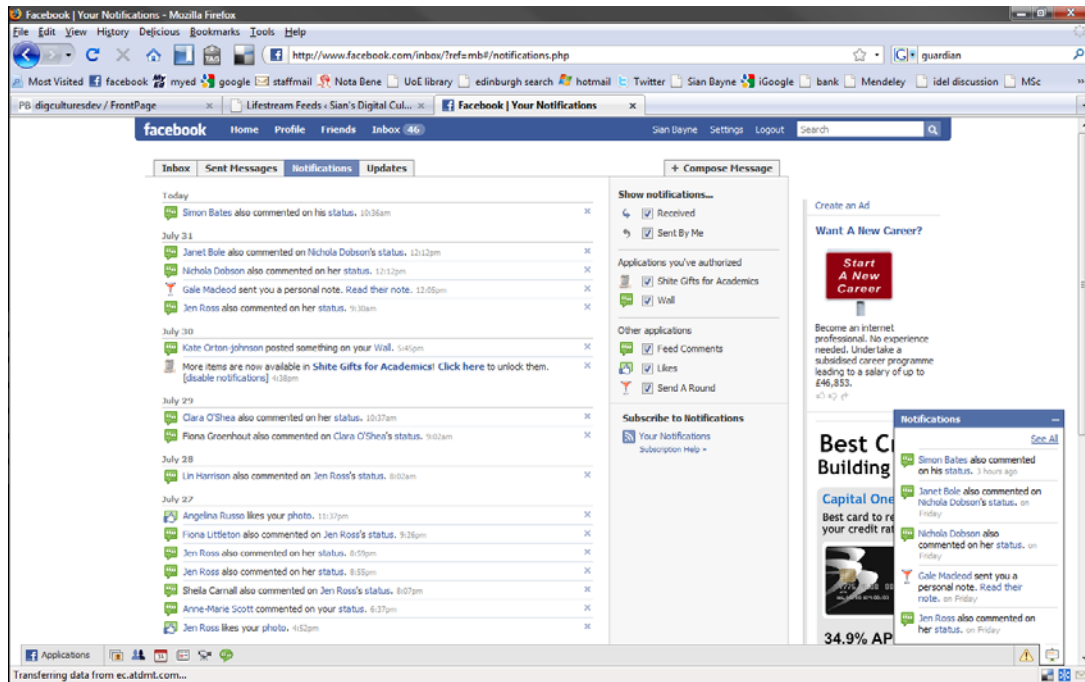 Facebook | Your Notifications - Mozilla Firefox
File Edit View History Delicious Bookmarks Tools Help
http://www.facebook.com/inbox/?ref=mb#/notifications.php
guardian
Most Visited facebook myed google staffmail Nota Bene UoE library edinburgh search hotmail Twitter Sian Bayne iGoogle bank Mendeley idel discussion MSc
PB digculturesdev / FrontPage
Lifestream Feeds ‹ Sian's Digital Cul...
Facebook | Your Notifications
facebook Home Profile Friends Inbox 46 Sian Bayne Settings Logout Search
Inbox Sent Messages Notifications Updates
+ Compose Message
Today
Simon Bates also commented on his status. 10:36am
July 31
Janet Bole also commented on Nichola Dobson's status. 12:12pm
Nichola Dobson also commented on her status. 12:12pm
Gale Macleod sent you a personal note. Read their note. 12:05pm
Jen Ross also commented on her status. 9:30am
July 30
Kate Orton-johnson posted something on your Wall. 5:45pm
More items are now available in Shite Gifts for Academics! Click here to unlock them.
[disable notifications] 4:38pm
July 29
Clara O'Shea also commented on her status. 10:37am
Fiona Greenhout also commented on Clara O'Shea's status. 9:02am
July 28
Lin Harrison also commented on Jen Ross's status. 8:02am
July 27
Angelina Russo likes your photo. 11:37pm
Fiona Littleton also commented on Jen Ross's status. 9:26pm
Jen Ross also commented on her status. 8:59pm
Jen Ross also commented on her status. 8:55pm
Sheila Carnall also commented on Jen Ross's status. 8:07pm
Anne-Marie Scott commented on your status. 6:37pm
Jen Ross likes your photo. 4:52pm
Show notifications...
Received
Sent By Me
Applications you've authorized
Shite Gifts for Academics
Wall
Other applications
Feed Comments
Likes
Send A Round
Subscribe to Notifications
Your Notifications
Subscription Help »
Create an Ad
Want A New Career?
Start
A New
Career
Become an internet
professional. No experience
needed. Undertake a
subsidised career programme
leading to a salary of up to
£46,853.
Best C
Building
Capital One
Best card to re
your credit rat
34.9% AP
Notifications
See All
Simon Bates also commented
on his status. 3 hours ago
Janet Bole also commented on
Nichola Dobson's status. on
Friday
Nichola Dobson also
commented on her status. on
Friday
Gale Macleod sent you a
personal note. Read their
note. on Friday
Jen Ross also commented on
her status. on Friday
Applications
Transferring data from ec.atdmt.com...